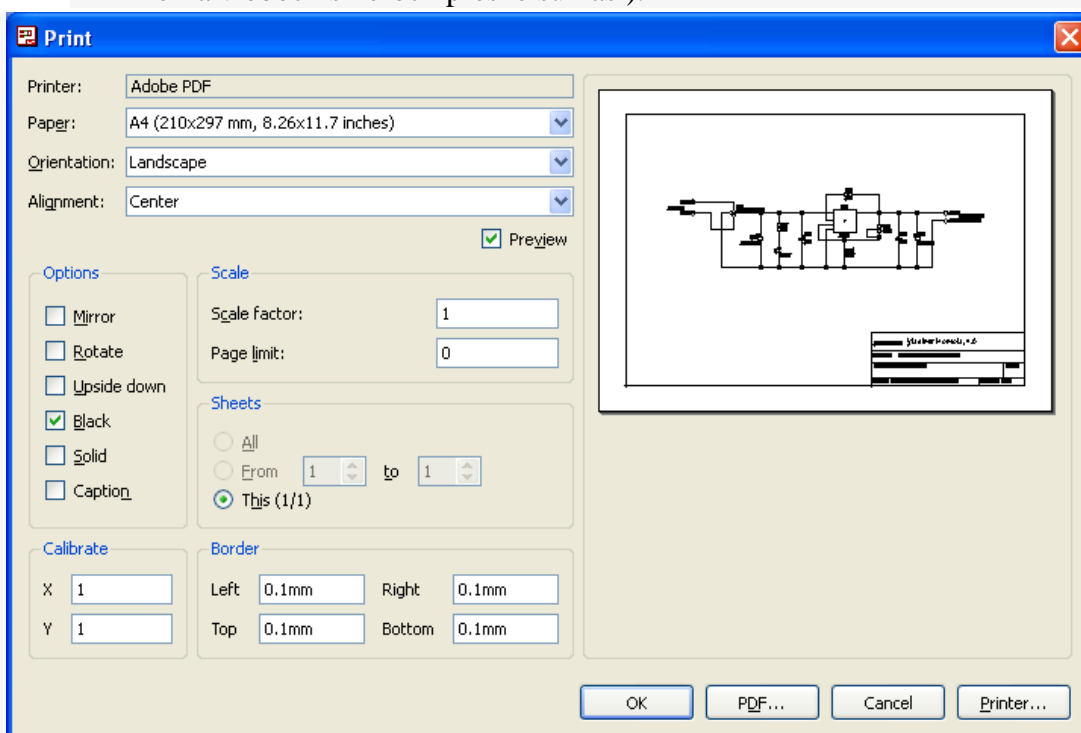 Print
Printer: Adobe PDF
Paper: A4 (210x297 mm, 8.26x11.7 inches)
Orientation: Landscape
Alignment: Center
Preview
Options
Mirror
Rotate
Upside down
Black
Solid
Caption
Scale
Scale factor: 1
Page limit: 0
Sheets
All
From 1 to 1
This (1/1)
Calibrate
X 1
Y 1
Border
Left 0.1mm Right 0.1mm
Top 0.1mm Bottom 0.1mm
OK PDF... Cancel Printer...